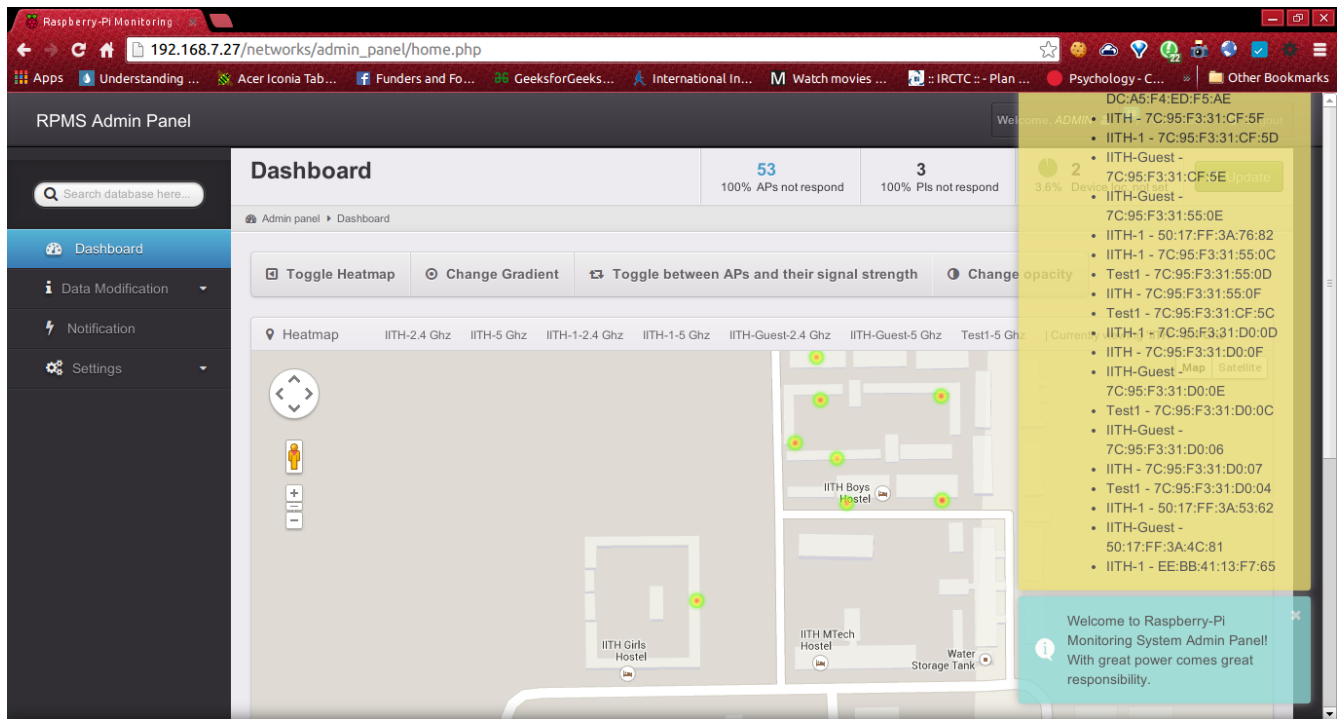 Raspberry-Pi Monitoring
192.168.7.27/networks/admin_panel/home.php
22
Apps
Understanding ...
Acer Iconia Tab...
Funders and Fo...
GeeksforGeeks...
International In...
Watch movies ...
:: IRCTC :: - Plan ...
Psychology - C...
»
Other Bookmarks
RPMS Admin Panel
Welcome, ADMIN
Search database here...
Dashboard
Data Modification
Notification
Settings
Dashboard
53
100% APs not respond
3
100% PIs not respond
2
3.6% Device loc. not set
Update
Admin panel Dashboard
Toggle Heatmap
Change Gradient
Toggle between APs and their signal strength
Change opacity
Heatmap
IITH-2.4 Ghz
IITH-5 Ghz
IITH-1-2.4 Ghz
IITH-1-5 Ghz
IITH-Guest-2.4 Ghz
IITH-Guest-5 Ghz
Test1-5 Ghz
| Currently
Map
Satellite
IITH Boys
Hostel
IITH Girls
Hostel
IITH MTech
Hostel
Water
Storage Tank
DC:A5:F4:ED:F5:AE
• IITH - 7C:95:F3:31:CF:5F
• IITH-1 - 7C:95:F3:31:CF:5D
• IITH-Guest -
7C:95:F3:31:CF:5E
• IITH-Guest -
7C:95:F3:31:55:0E
• IITH-1 - 50:17:FF:3A:76:82
• IITH-1 - 7C:95:F3:31:55:0C
• Test1 - 7C:95:F3:31:55:0D
• IITH - 7C:95:F3:31:55:0F
• Test1 - 7C:95:F3:31:CF:5C
• IITH-1 - 7C:95:F3:31:D0:0D
• IITH - 7C:95:F3:31:D0:0F
• IITH-Guest -
7C:95:F3:31:D0:0E
• Test1 - 7C:95:F3:31:D0:0C
• IITH-Guest -
7C:95:F3:31:D0:06
• IITH - 7C:95:F3:31:D0:07
• Test1 - 7C:95:F3:31:D0:04
• IITH-1 - 50:17:FF:3A:53:62
• IITH-Guest -
50:17:FF:3A:4C:81
• IITH-1 - EE:BB:41:13:F7:65
Welcome to Raspberry-Pi
Monitoring System Admin Panel!
With great power comes great
responsibility.